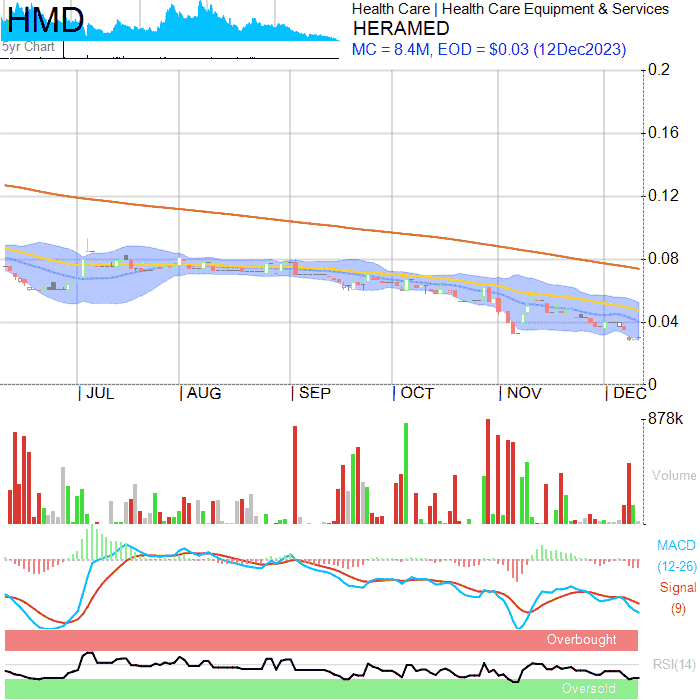 HMD
5yr Chart
Health Care | Health Care Equipment & Services
HERAMED
MC = 8.4M, EOD = $0.03 (12Dec2023)
0.2
0.16
0.12
0.08
0.04
0
| JUL | AUG | SEP | OCT | NOV | DEC
878k
Volume
MACD
(12-26)
Signal
(9)
Overbought
RSI(14)
Oversold